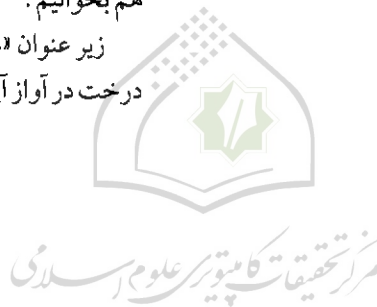 هم بخوانیم:
زیر عنوان «
درخت در آواز
مرکز تحقیقات کامپیوتری علوم اسلامی